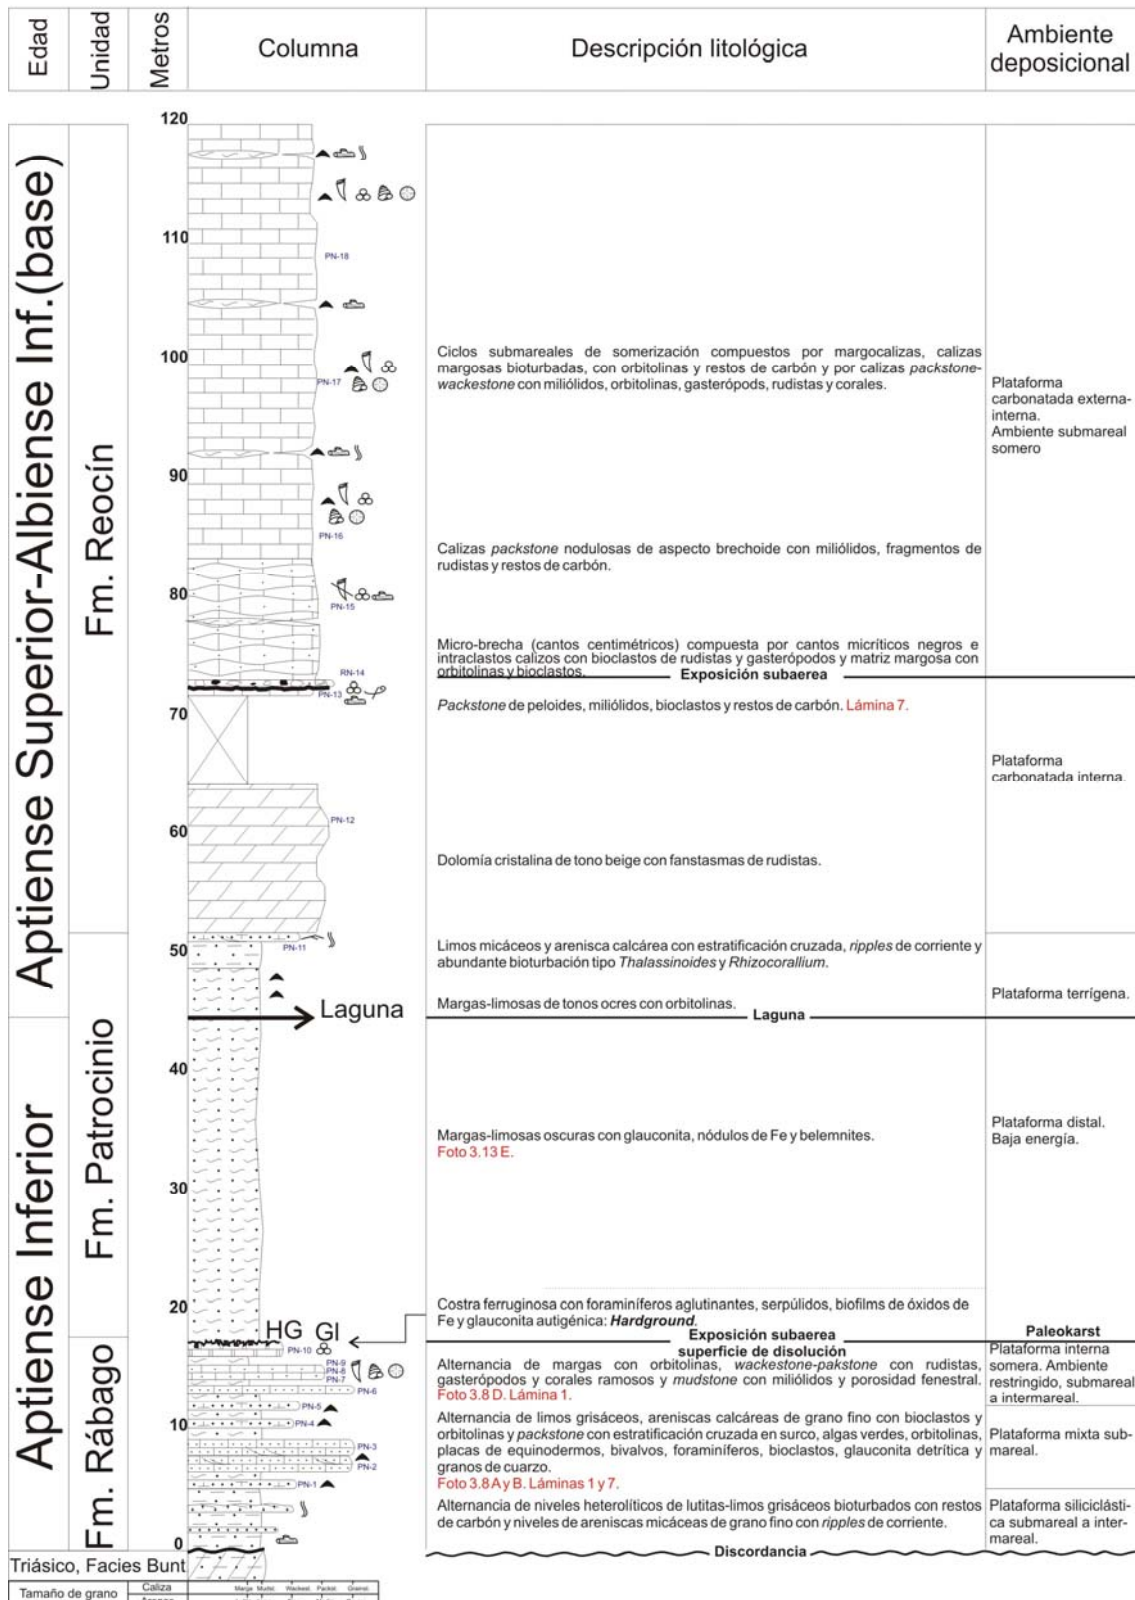 Edad
Unidad
Metros
Columna
Descripción litológica
Ambiente
deposicional
Aptiense Superior-Albiense Inf.(base)
Aptiense Inferior
Fm. Reocín
Fm. Patrocinio
Fm. Rábago
120
110
PN-18
100
PN-17
90
PN-16
80
PN-15
RN-14
PN-13
70
PN-12
60
50
PN-11
Laguna
40
30
20
HG Gl
PN-10
PN-9
PN-8
PN-7
PN-6
PN-5
10
PN-4
PN-3
PN-2
PN-1
0
Ciclos submareales de somerización compuestos por margocalizas, calizas
margosas bioturbadas, con orbitolinas y restos de carbón y por calizas packstone-
wackestone con miliólidos, orbitolinas, gasterópods, rudistas y corales.
Plataforma
carbonatada externa-
interna.
Ambiente submareal
somero
Calizas packstone nodulosas de aspecto brechoide con miliólidos, fragmentos de
rudistas y restos de carbón.
Micro-brecha (cantos centimétricos) compuesta por cantos micríticos negros e
intraclastos calizos con bioclastos de rudistas y gasterópodos y matriz margosa con
orbitolinas y bioclastos.
Exposición subaerea
Packstone de peloides, miliólidos, bioclastos y restos de carbón. Lámina 7.
Plataforma
carbonatada interna.
Dolomía cristalina de tono beige con fanstasmas de rudistas.
Limos micáceos y arenisca calcárea con estratificación cruzada, ripples de corriente y
abundante bioturbación tipo Thalassinoides y Rhizocorallium.
Plataforma terrígena.
Margas-limosas de tonos ocres con orbitolinas.
Laguna
Margas-limosas oscuras con glauconita, nódulos de Fe y belemnites.
Foto 3.13 E.
Plataforma distal.
Baja energía.
Costra ferruginosa con foraminíferos aglutinantes, serpúlidos, biofilms de óxidos de
Fe y glauconita autigénica: Hardground.
Exposición subaerea
superficie de disolución
Paleokarst
Alternancia de margas con orbitolinas, wackestone-pakstone con rudistas,
gasterópodos y corales ramosos y mudstone con miliólidos y porosidad fenestral.
Foto 3.8 D. Lámina 1.
Plataforma interna
somera. Ambiente
restringido, submareal
a intermareal.
Alternancia de limos grisáceos, areniscas calcáreas de grano fino con bioclastos y
orbitolinas y packstone con estratificación cruzada en surco, algas verdes, orbitolinas,
placas de equinodermos, bivalvos, foraminíferos, bioclastos, glauconita detrítica y
granos de cuarzo.
Foto 3.8 A y B. Láminas 1 y 7.
Plataforma mixta sub-
mareal.
Alternancia de niveles heterolíticos de lutitas-limos grisáceos bioturbados con restos
de carbón y niveles de areniscas micáceas de grano fino con ripples de corriente.
Plataforma siliciclásti-
ca submareal a inter-
mareal.
Discordancia
Triásico, Facies Bunt
Tamaño de grano
Caliza
Marga Mudst. Wackest. Packst. Grainst.